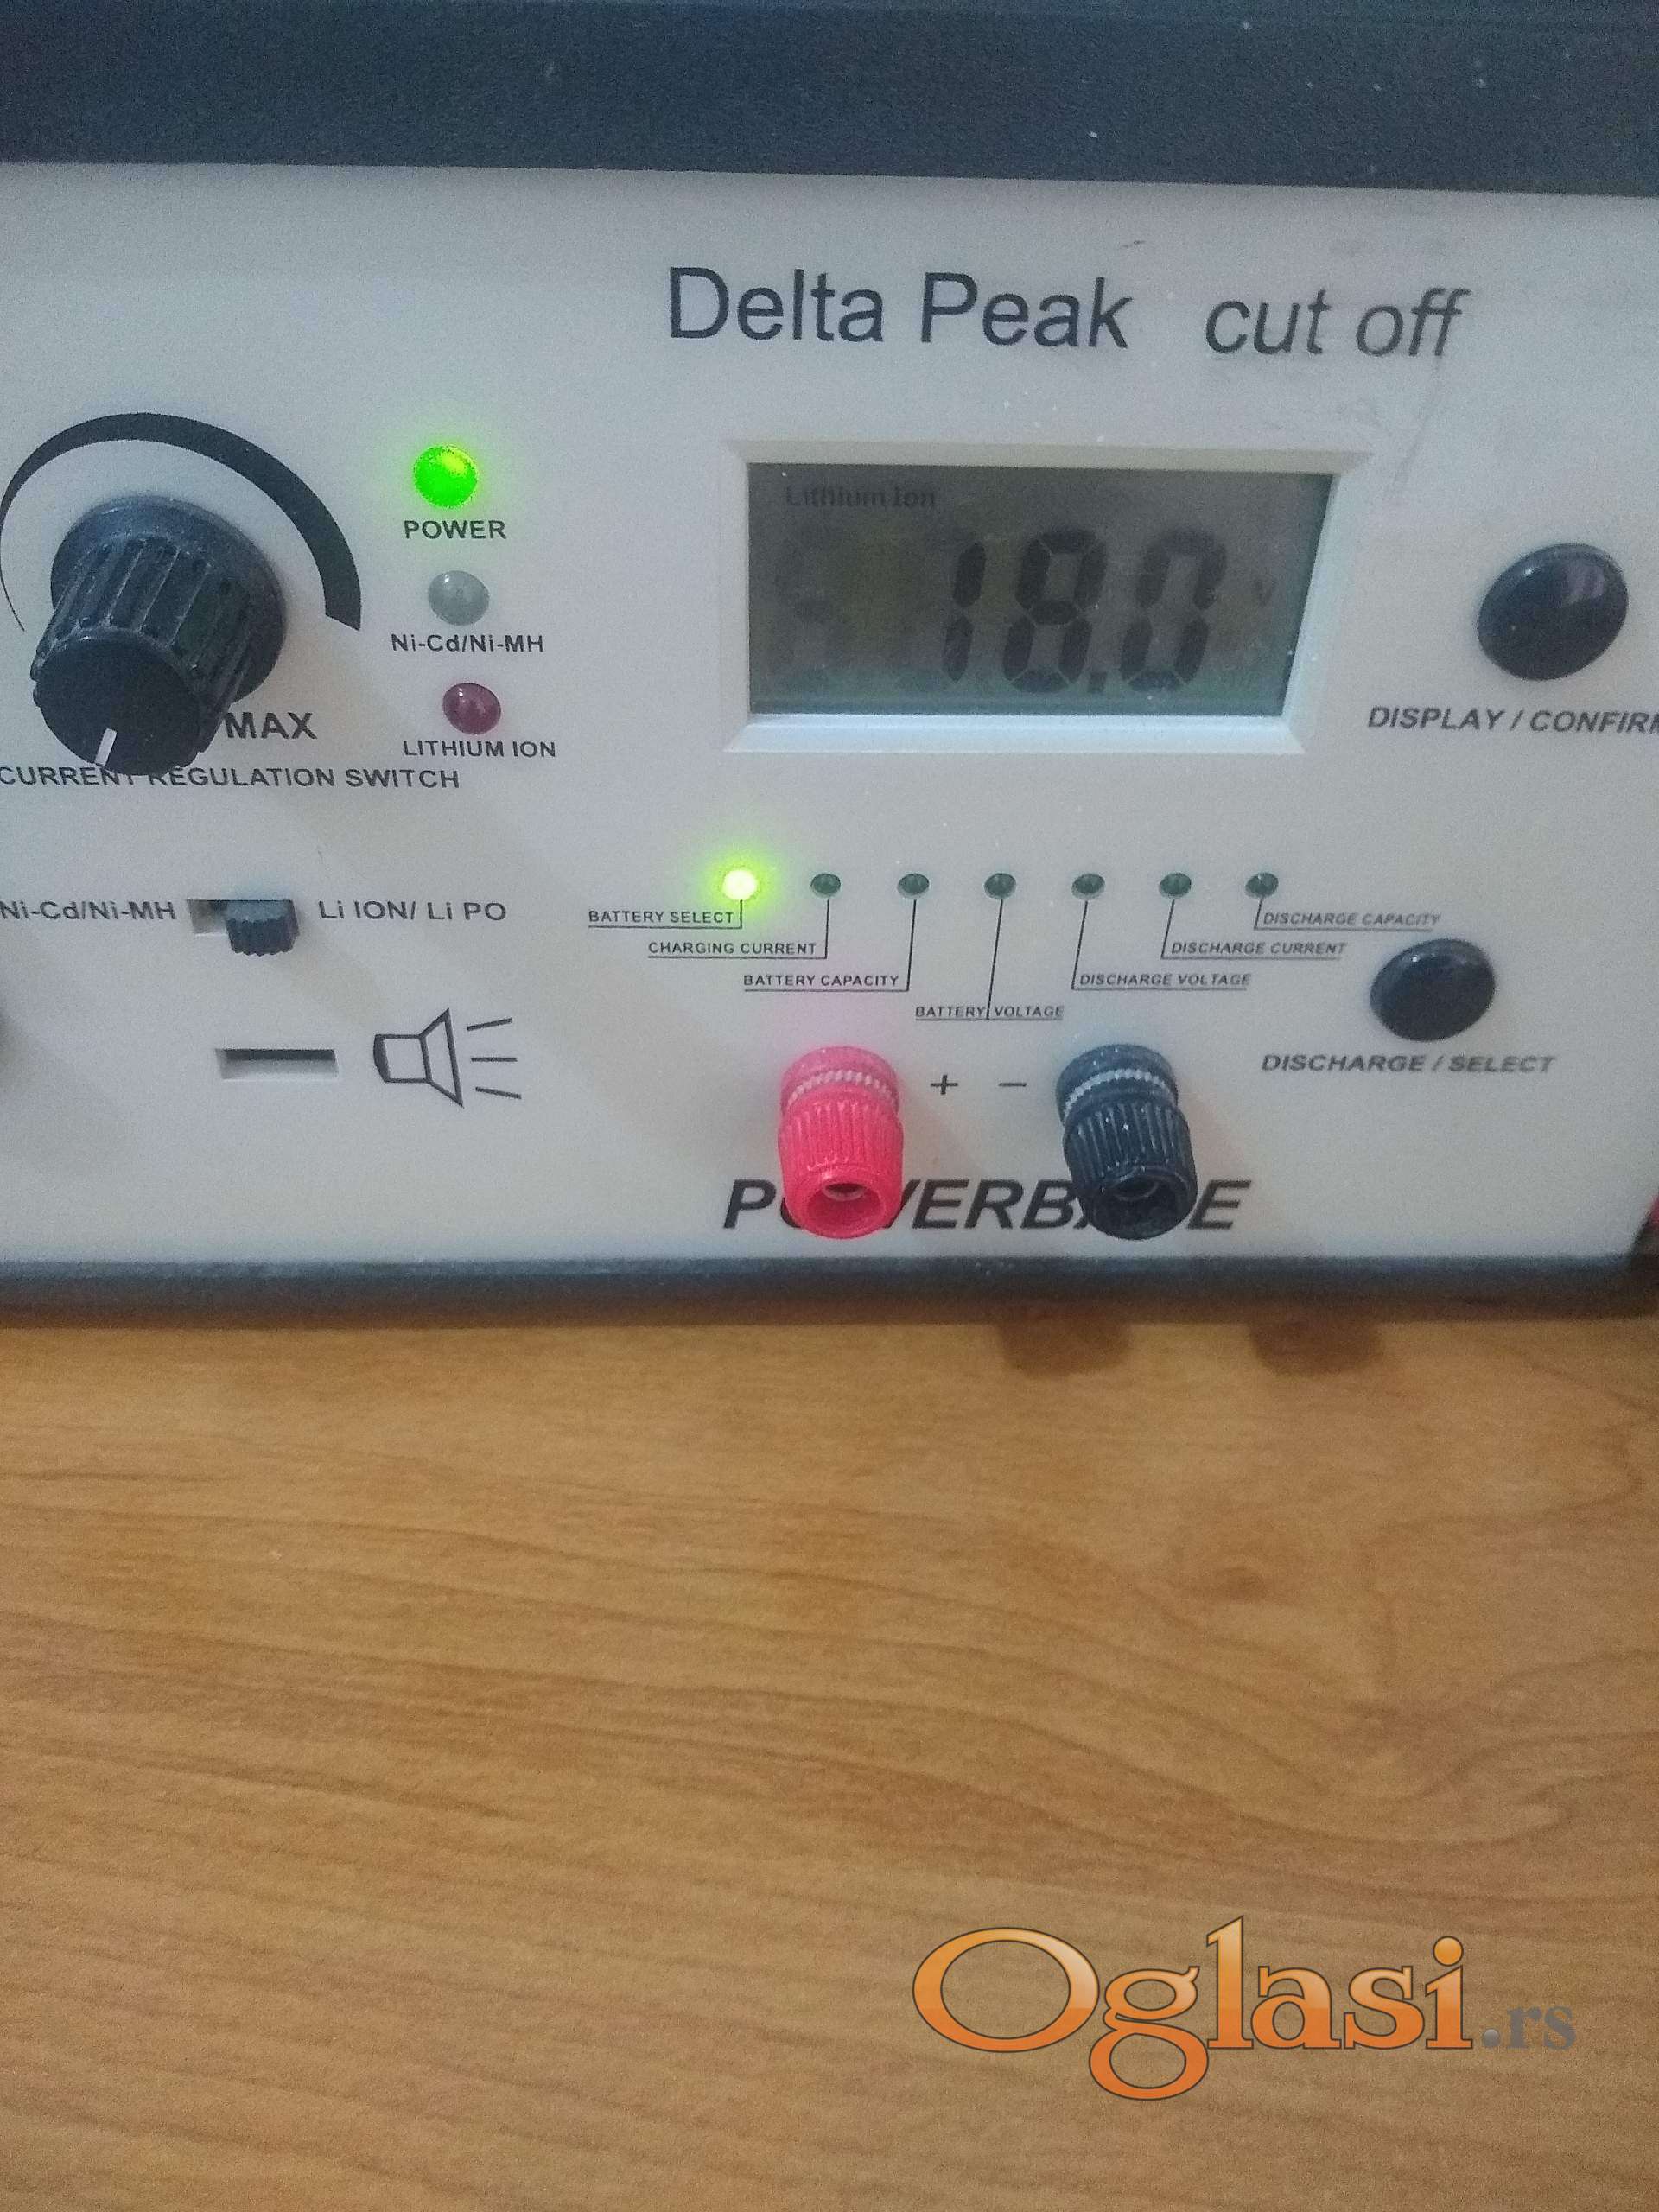 Delta Peak cut off
Lithium Ion
18.0 V
POWER
Ni-Cd/Ni-MH
LITHIUM ION
MAX
CURRENT REGULATION SWITCH
DISPLAY / CONFIRM
Ni-Cd/Ni-MH
Li ION/ Li PO
BATTERY SELECT
CHARGING CURRENT
BATTERY CAPACITY
BATTERY VOLTAGE
DISCHARGE VOLTAGE
DISCHARGE CURRENT
DISCHARGE CAPACITY
DISCHARGE / SELECT
+ −
Oglasi.rs